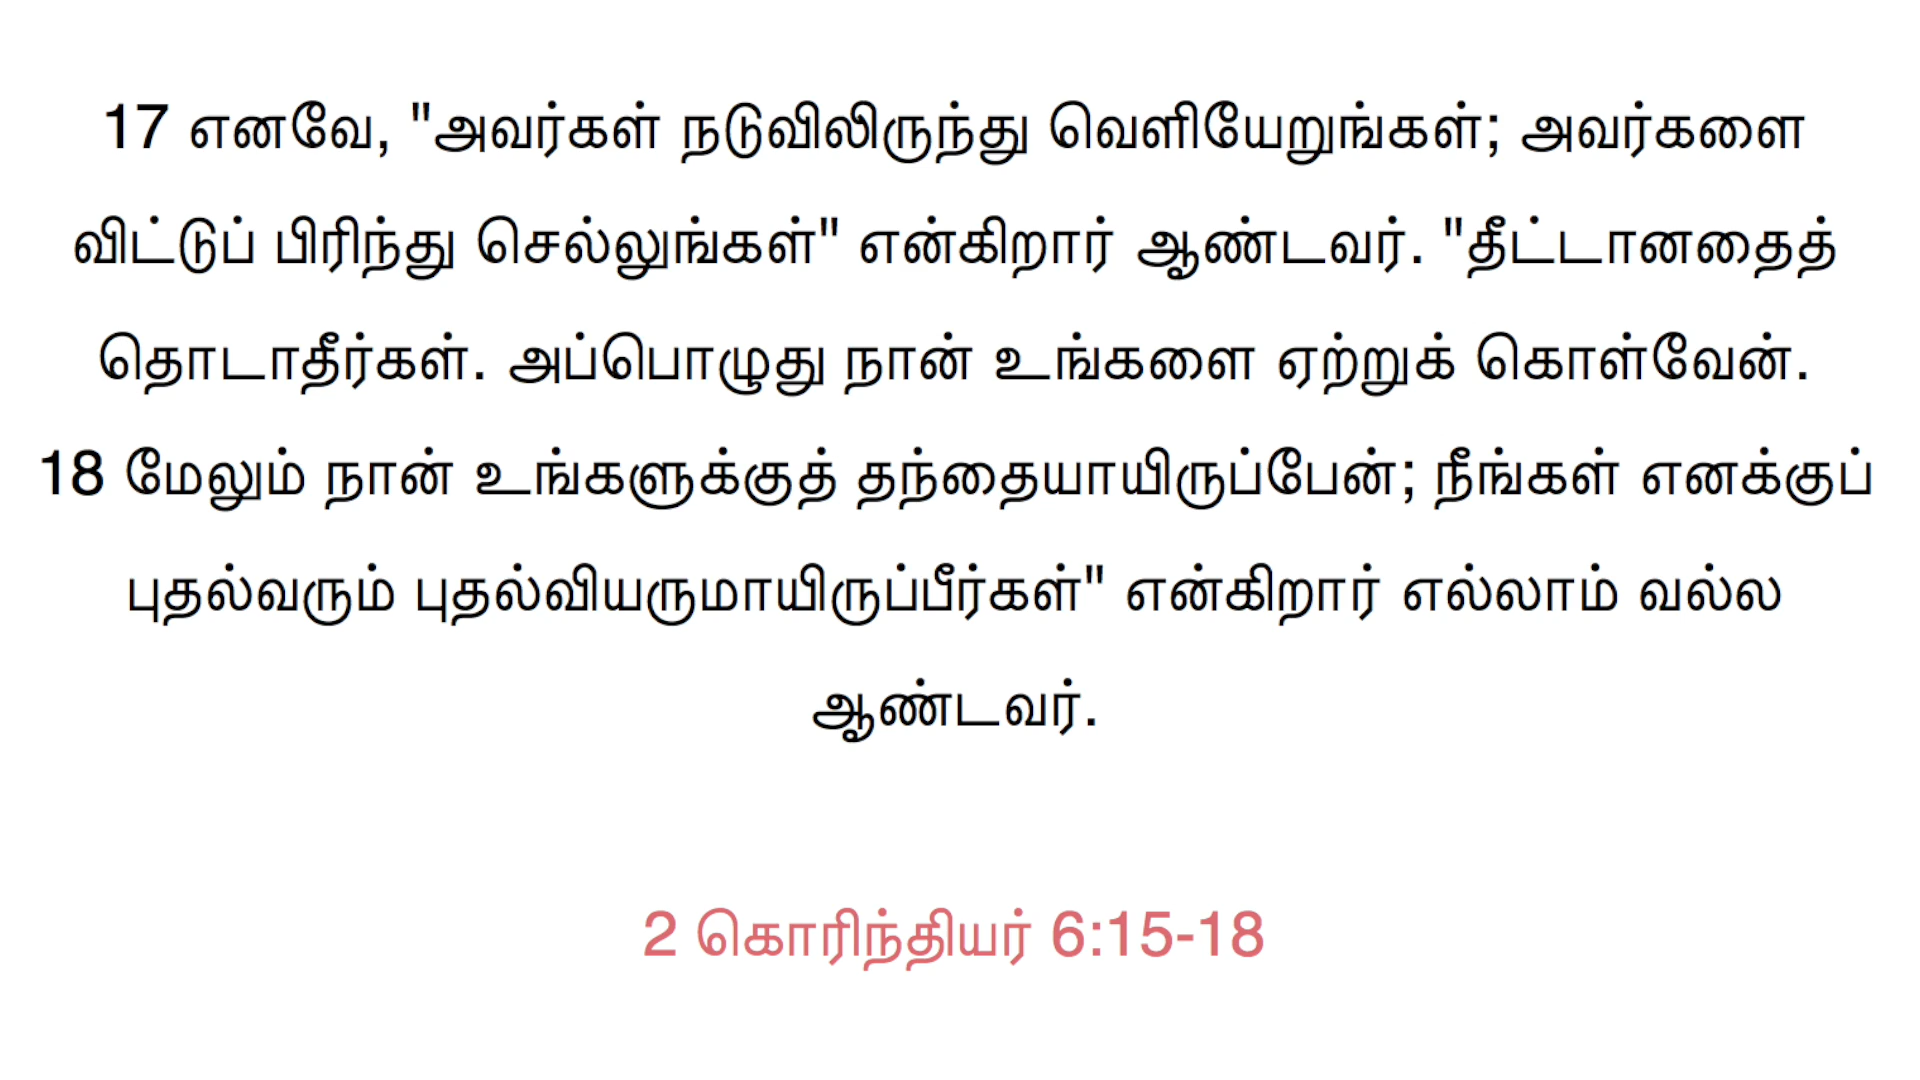 17 எனவே, "அவர்கள் நடுவிலிருந்து வெளியேறுங்கள்; அவர்களை
விட்டுப் பிரிந்து செல்லுங்கள்" என்கிறார் ஆண்டவர். "தீட்டானதைத்
தொடாதீர்கள். அப்பொழுது நான் உங்களை ஏற்றுக் கொள்வேன்.
18 மேலும் நான் உங்களுக்குத் தந்தையாயிருப்பேன்; நீங்கள் எனக்குப்
புதல்வரும் புதல்வியருமாயிருப்பீர்கள்" என்கிறார் எல்லாம் வல்ல
ஆண்டவர்.
2 கொரிந்தியர் 6:15-18